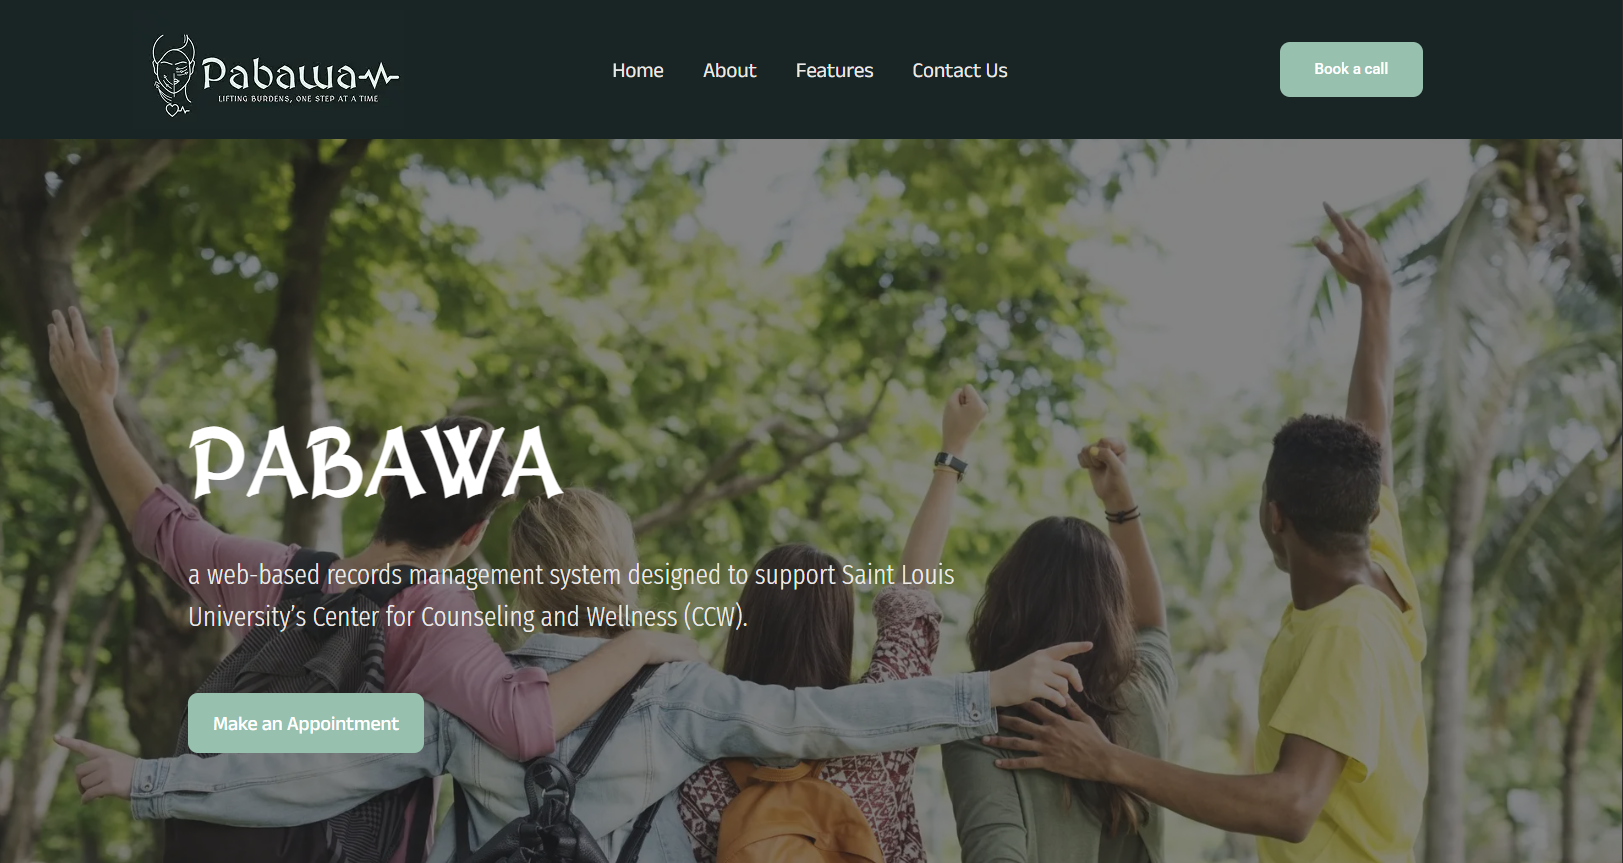 Pabawa
LIFTING BURDENS, ONE STEP AT A TIME
Home
About
Features
Contact Us
Book a call
PABAWA
a web-based records management system designed to support Saint Louis
University’s Center for Counseling and Wellness (CCW).
Make an Appointment